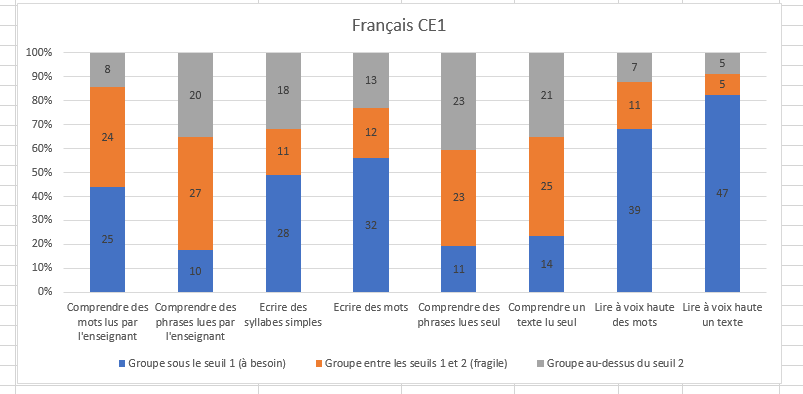 Français CE1
100%
90%
80%
70%
60%
50%
40%
30%
20%
10%
0%
8
24
25
20
27
10
18
11
28
13
12
32
23
23
11
21
25
14
7
11
39
5
5
47
Comprendre des
mots lus par
l'enseignant
Comprendre des
phrases lues par
l'enseignant
Ecrire des
syllabes simples
Ecrire des mots
Comprendre des
phrases lues seul
Comprendre un
texte lu seul
Lire à voix haute
des mots
Lire à voix haute
un texte
Groupe sous le seuil 1 (à besoin)
Groupe entre les seuils 1 et 2 (fragile)
Groupe au-dessus du seuil 2